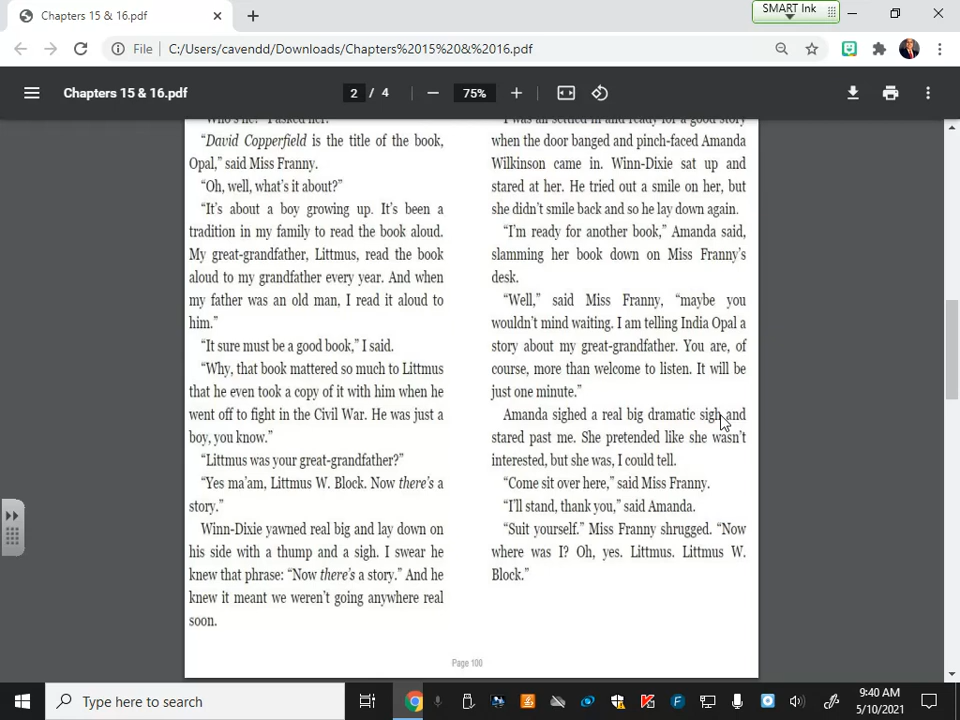 Chapters 15 & 16.pdf
SMART Ink
File
C:/Users/cavendd/Downloads/Chapters%2015%20&%2016.pdf
Chapters 15 & 16.pdf
2 / 4
75%
“Who’s he?” I asked her.
“David Copperfield is the title of the book,
Opal,” said Miss Franny.
“Oh, well, what’s it about?”
“It’s about a boy growing up. It’s been a
tradition in my family to read the book aloud.
My great-grandfather, Littmus, read the book
aloud to my grandfather every year. And when
my father was an old man, I read it aloud to
him.”
“It sure must be a good book,” I said.
“Why, that book mattered so much to Littmus
that he even took a copy of it with him when he
went off to fight in the Civil War. He was just a
boy, you know.”
“Littmus was your great-grandfather?”
“Yes ma’am, Littmus W. Block. Now there’s a
story.”
Winn-Dixie yawned real big and lay down on
his side with a thump and a sigh. I swear he
knew that phrase: “Now there’s a story.” And he
knew it meant we weren’t going anywhere real
soon.
I was all settled in and ready for a good story
when the door banged and pinch-faced Amanda
Wilkinson came in. Winn-Dixie sat up and
stared at her. He tried out a smile on her, but
she didn’t smile back and so he lay down again.
“I’m ready for another book,” Amanda said,
slamming her book down on Miss Franny’s
desk.
“Well,” said Miss Franny, “maybe you
wouldn’t mind waiting. I am telling India Opal a
story about my great-grandfather. You are, of
course, more than welcome to listen. It will be
just one minute.”
Amanda sighed a real big dramatic sigh and
stared past me. She pretended like she wasn’t
interested, but she was, I could tell.
“Come sit over here,” said Miss Franny.
“I’ll stand, thank you,” said Amanda.
“Suit yourself.” Miss Franny shrugged. “Now
where was I? Oh, yes. Littmus. Littmus W.
Block.”
Page 100
Type here to search
9:40 AM
5/10/2021